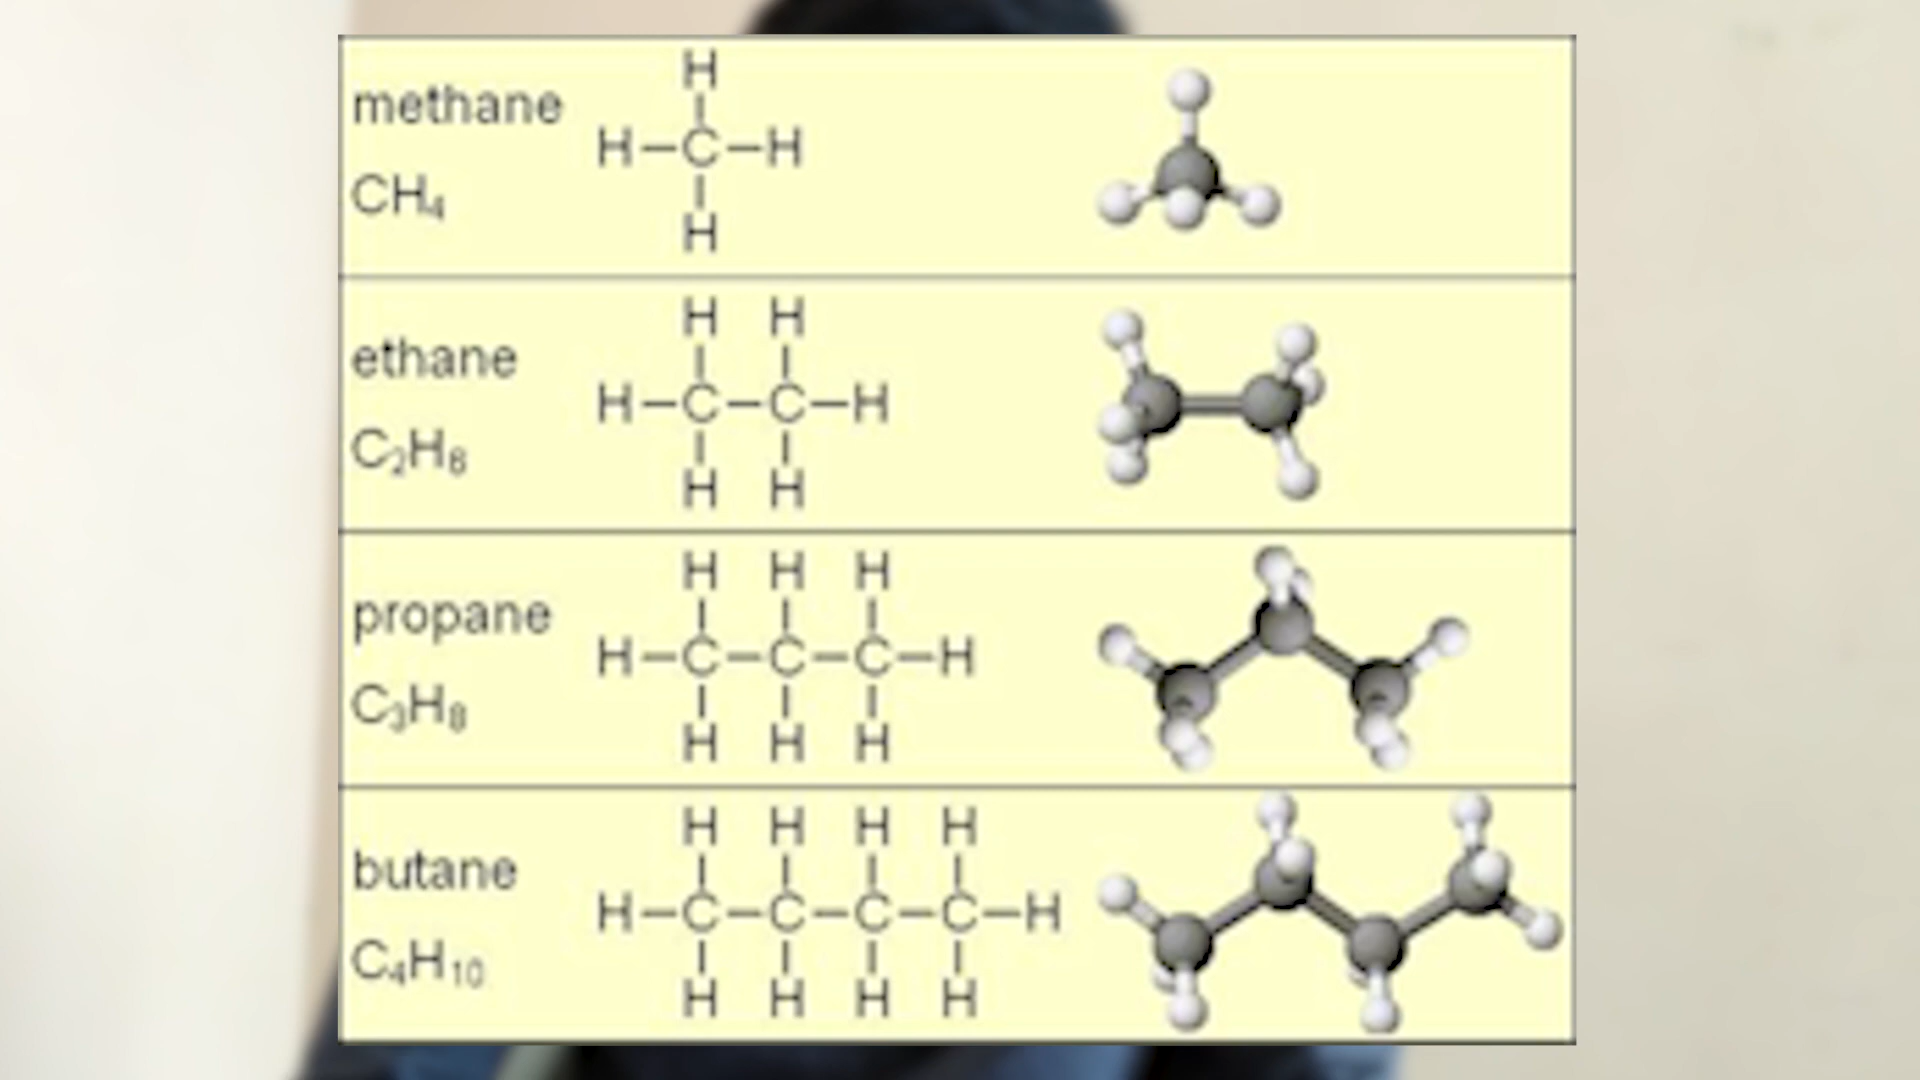 methane
CH₄
H
H–C–H
H
ethane
C₂H₆
H H
H–C–C–H
H H
propane
C₃H₈
H H H
H–C–C–C–H
H H H
butane
C₄H₁₀
H H H H
H–C–C–C–C–H
H H H H